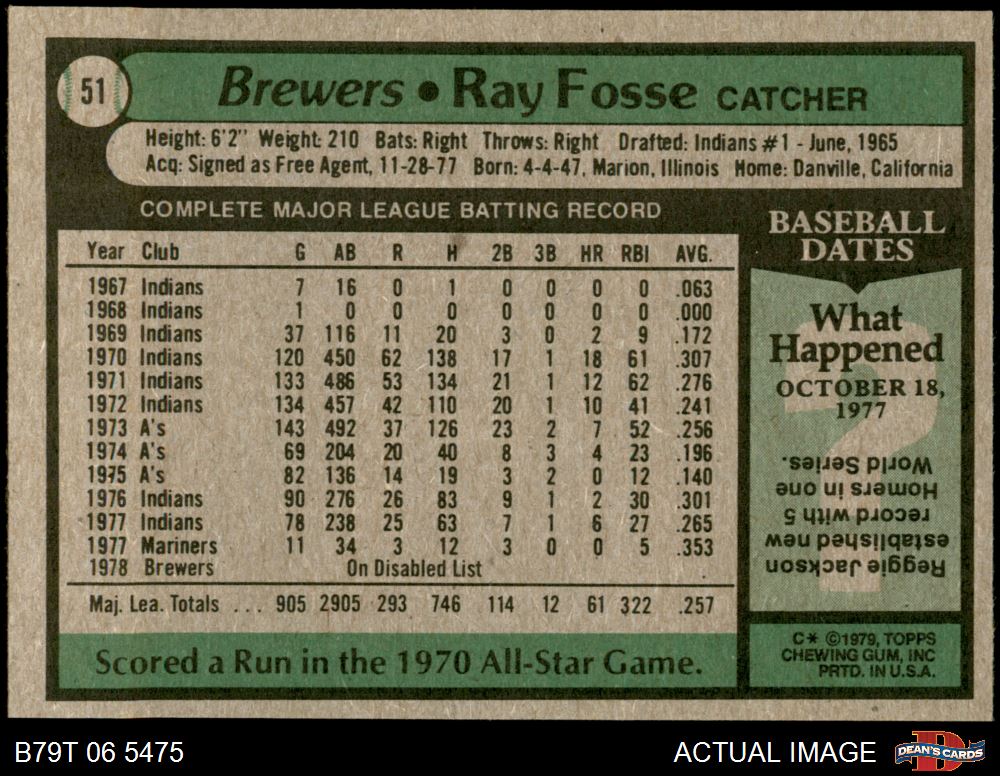 51
Brewers • Ray Fosse CATCHER
Height: 6'2" Weight: 210 Bats: Right Throws: Right Drafted: Indians #1 - June, 1965
Acq: Signed as Free Agent, 11-28-77 Born: 4-4-47, Marion, Illinois Home: Danville, California
COMPLETE MAJOR LEAGUE BATTING RECORD
Year Club G AB R H 2B 3B HR RBI AVG.
1967 Indians 7 16 0 1 0 0 0 0 .063
1968 Indians 1 0 0 0 0 0 0 0 .000
1969 Indians 37 116 11 20 3 0 2 9 .172
1970 Indians 120 450 62 138 17 1 18 61 .307
1971 Indians 133 486 53 134 21 1 12 62 .276
1972 Indians 134 457 42 110 20 1 10 41 .241
1973 A's 143 492 37 126 23 2 7 52 .256
1974 A's 69 204 20 40 8 3 4 23 .196
1975 A's 82 136 14 19 3 2 0 12 .140
1976 Indians 90 276 26 83 9 1 2 30 .301
1977 Indians 78 238 25 63 7 1 6 27 .265
1977 Mariners 11 34 3 12 3 0 0 5 .353
1978 Brewers On Disabled List
Maj. Lea. Totals ... 905 2905 293 746 114 12 61 322 .257
Scored a Run in the 1970 All-Star Game.
BASEBALL
DATES
?
What
Happened
OCTOBER 18,
1977
Reggie Jackson
established new
record with 5
Homers in one
World Series.
C* ©1979, TOPPS
CHEWING GUM, INC
PRTD. IN U.S.A.
B79T 06 5475
ACTUAL IMAGE
D
DEAN'S CARDS